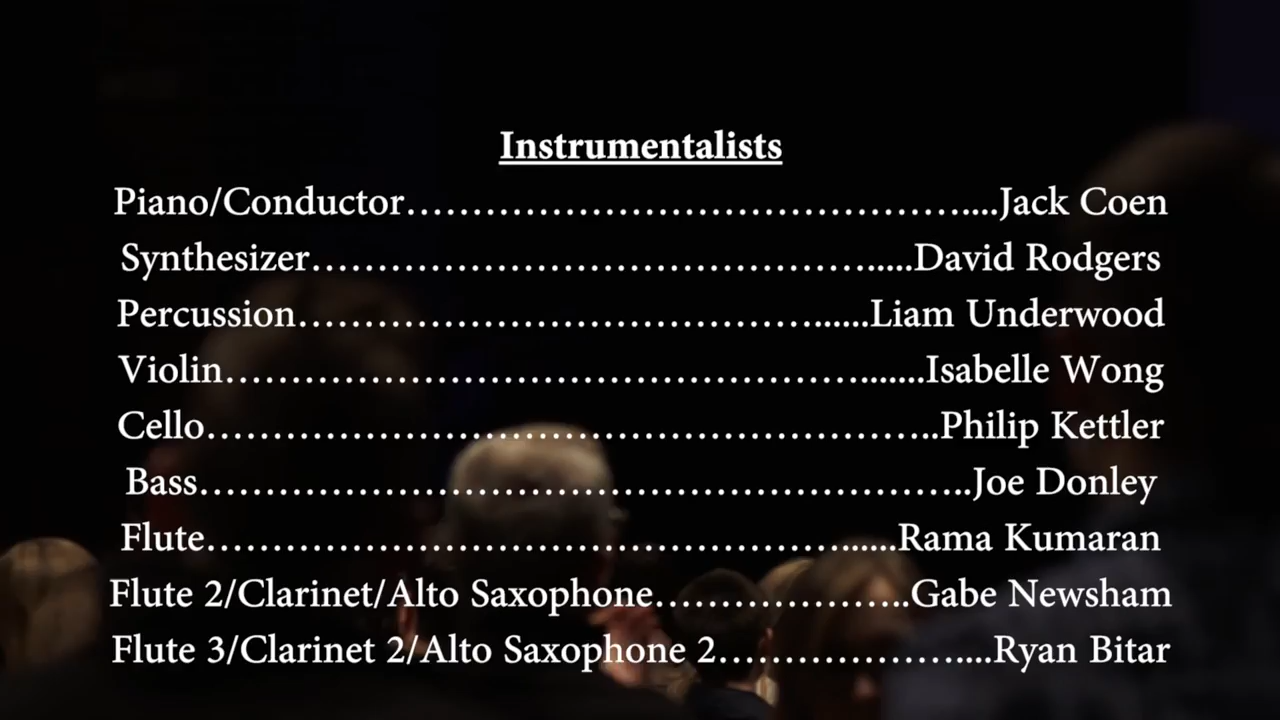 Instrumentalists
Piano/Conductor……………………………………………....Jack Coen
Synthesizer……………………………………………….....David Rodgers
Percussion……………………………………………......Liam Underwood
Violin……………………………………………………….......Isabelle Wong
Cello…………………………………………………………..Philip Kettler
Bass……………………………………………………………..Joe Donley
Flute………………………………………………………......Rama Kumaran
Flute 2/Clarinet/Alto Saxophone…………………..Gabe Newsham
Flute 3/Clarinet 2/Alto Saxophone 2…………………....Ryan Bitar